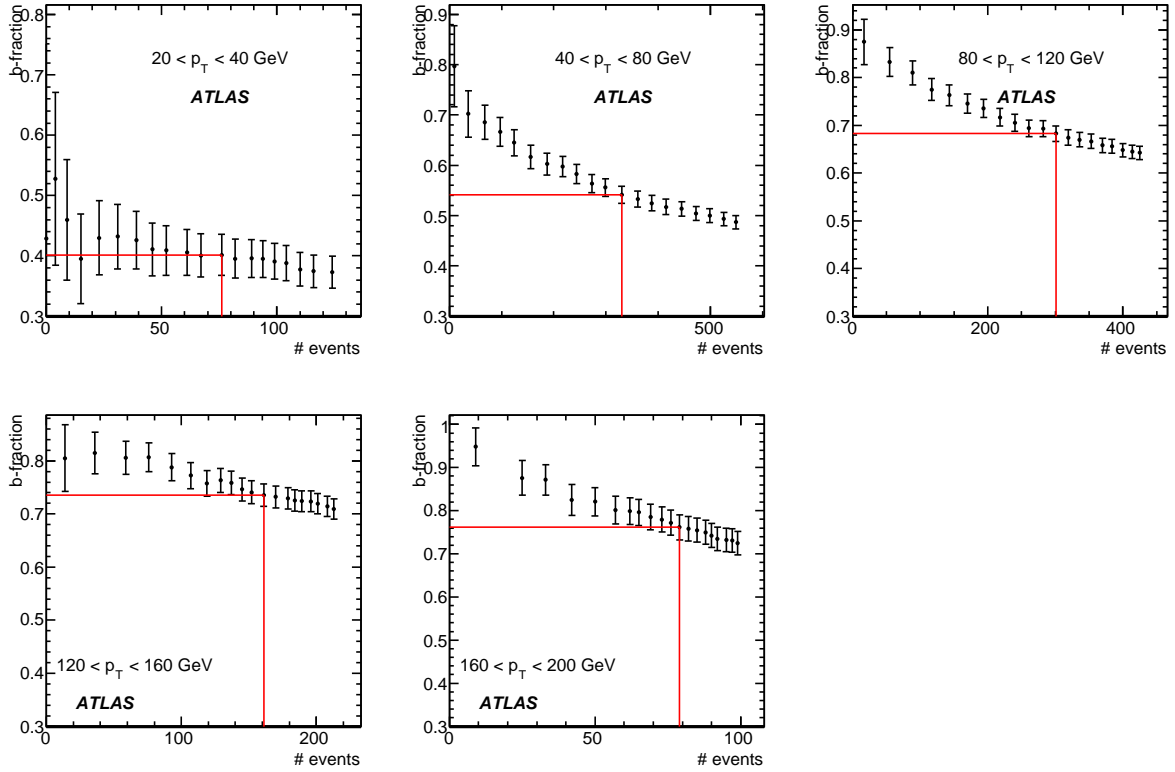 b-fraction
0.8
0.7
0.6
0.5
0.4
0.3
20 < p_T < 40 GeV
ATLAS
0 50 100
# events
b-fraction
0.9
0.8
0.7
0.6
0.5
0.4
0.3
40 < p_T < 80 GeV
ATLAS
0 500
# events
b-fraction
0.9
0.8
0.7
0.6
0.5
0.4
0.3
80 < p_T < 120 GeV
ATLAS
0 200 400
# events
b-fraction
0.8
0.7
0.6
0.5
0.4
0.3
120 < p_T < 160 GeV
ATLAS
0 100 200
# events
b-fraction
1
0.9
0.8
0.7
0.6
0.5
0.4
0.3
160 < p_T < 200 GeV
ATLAS
0 50 100
# events